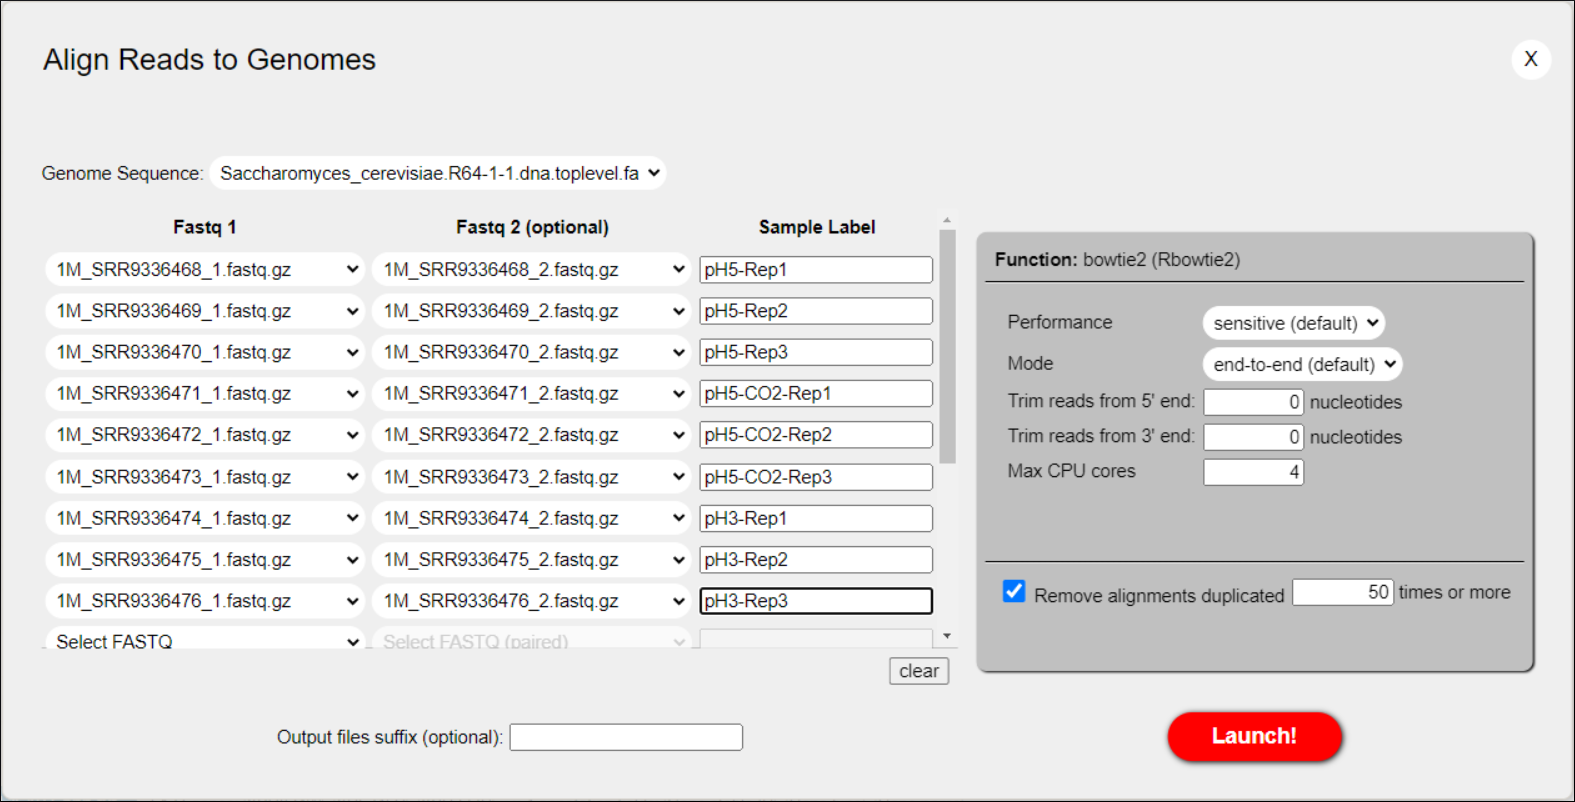 Align Reads to Genomes
X
Genome Sequence: Saccharomyces_cerevisiae.R64-1-1.dna.toplevel.fa
Fastq 1 Fastq 2 (optional) Sample Label
1M_SRR9336468_1.fastq.gz 1M_SRR9336468_2.fastq.gz pH5-Rep1
1M_SRR9336469_1.fastq.gz 1M_SRR9336469_2.fastq.gz pH5-Rep2
1M_SRR9336470_1.fastq.gz 1M_SRR9336470_2.fastq.gz pH5-Rep3
1M_SRR9336471_1.fastq.gz 1M_SRR9336471_2.fastq.gz pH5-CO2-Rep1
1M_SRR9336472_1.fastq.gz 1M_SRR9336472_2.fastq.gz pH5-CO2-Rep2
1M_SRR9336473_1.fastq.gz 1M_SRR9336473_2.fastq.gz pH5-CO2-Rep3
1M_SRR9336474_1.fastq.gz 1M_SRR9336474_2.fastq.gz pH3-Rep1
1M_SRR9336475_1.fastq.gz 1M_SRR9336475_2.fastq.gz pH3-Rep2
1M_SRR9336476_1.fastq.gz 1M_SRR9336476_2.fastq.gz pH3-Rep3
Select FASTQ Select FASTQ (paired)
clear
Output files suffix (optional):
Function: bowtie2 (Rbowtie2)
Performance sensitive (default)
Mode end-to-end (default)
Trim reads from 5' end: 0 nucleotides
Trim reads from 3' end: 0 nucleotides
Max CPU cores 4
Remove alignments duplicated 50 times or more
Launch!